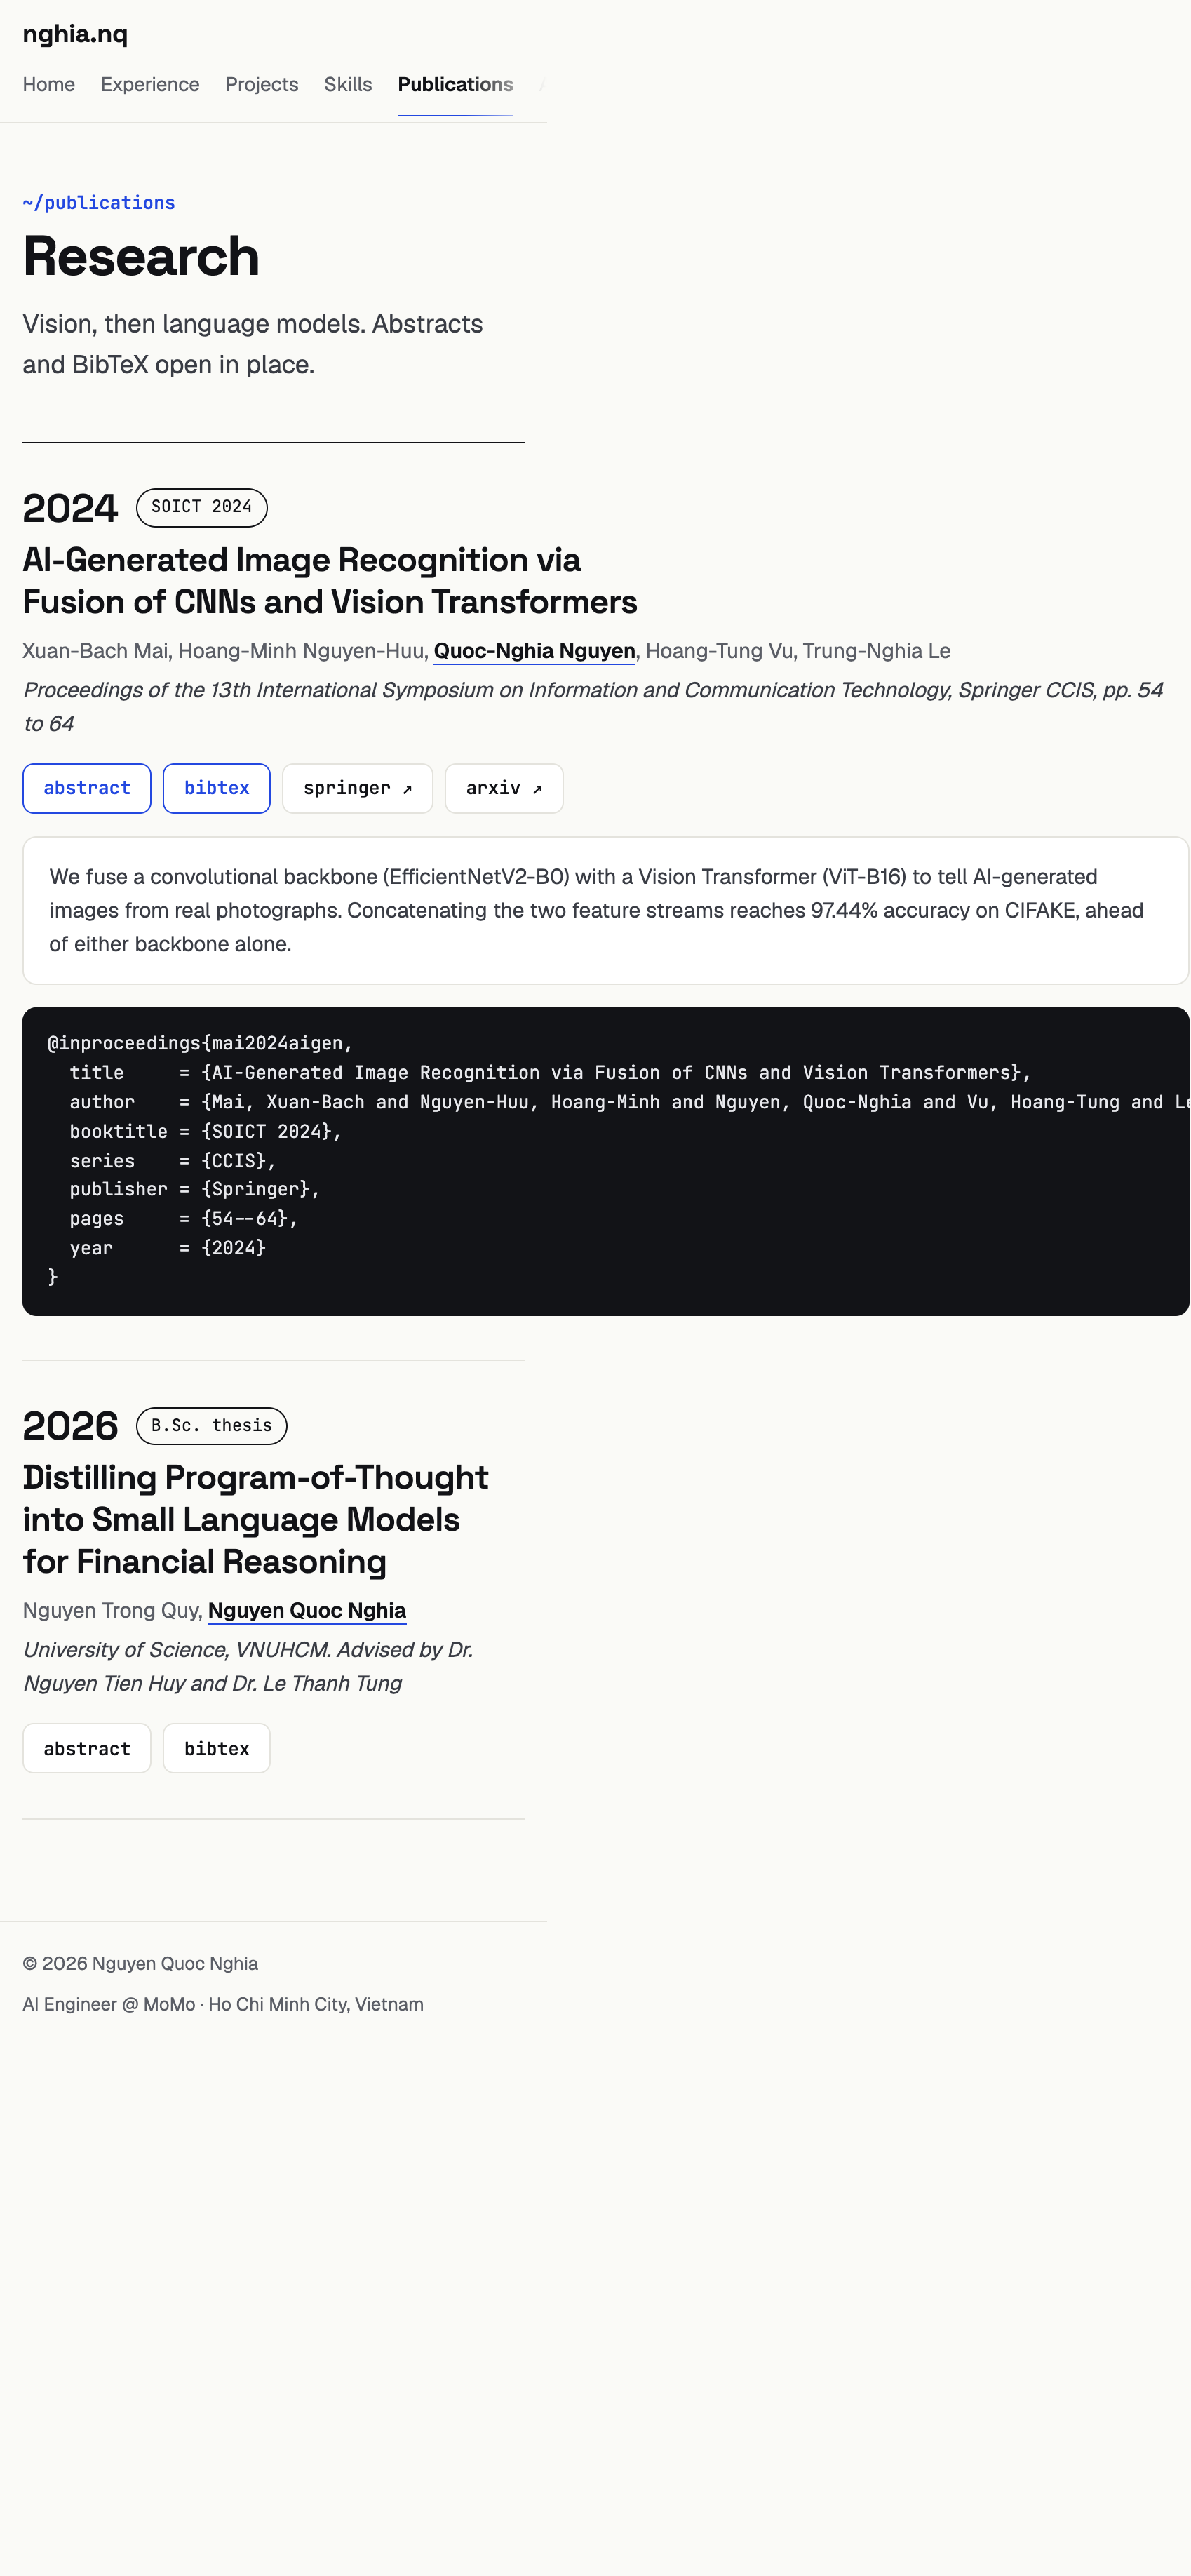 nghia.nq
Home Experience Projects Skills Publications
~/publications
Research
Vision, then language models. Abstracts
and BibTeX open in place.
2024 SOICT 2024
AI-Generated Image Recognition via
Fusion of CNNs and Vision Transformers
Xuan-Bach Mai, Hoang-Minh Nguyen-Huu, Quoc-Nghia Nguyen, Hoang-Tung Vu, Trung-Nghia Le
Proceedings of the 13th International Symposium on Information and Communication Technology, Springer CCIS, pp. 54
to 64
abstract bibtex springer ↗ arxiv ↗
We fuse a convolutional backbone (EfficientNetV2-B0) with a Vision Transformer (ViT-B16) to tell AI-generated
images from real photographs. Concatenating the two feature streams reaches 97.44% accuracy on CIFAKE, ahead
of either backbone alone.
@inproceedings{mai2024aigen,
  title     = {AI-Generated Image Recognition via Fusion of CNNs and Vision Transformers},
  author    = {Mai, Xuan-Bach and Nguyen-Huu, Hoang-Minh and Nguyen, Quoc-Nghia and Vu, Hoang-Tung and
  booktitle = {SOICT 2024},
  series    = {CCIS},
  publisher = {Springer},
  pages     = {54--64},
  year      = {2024}
}
2026 B.Sc. thesis
Distilling Program-of-Thought
into Small Language Models
for Financial Reasoning
Nguyen Trong Quy, Nguyen Quoc Nghia
University of Science, VNUHCM. Advised by Dr.
Nguyen Tien Huy and Dr. Le Thanh Tung
abstract bibtex
© 2026 Nguyen Quoc Nghia
AI Engineer @ MoMo · Ho Chi Minh City, Vietnam